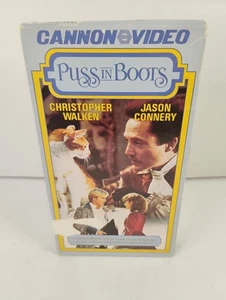 CANNON VIDEO
PUSS IN BOOTS
CHRISTOPHER JASON
WALKEN CONNERY